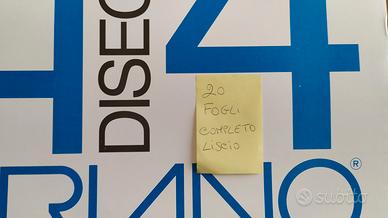 DISEG
4
20
FOGLI
COMPLETO
LISCIO
RIANO®
subito